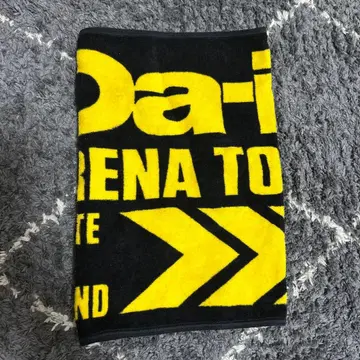 Da-i
RENA TO
TE
ND